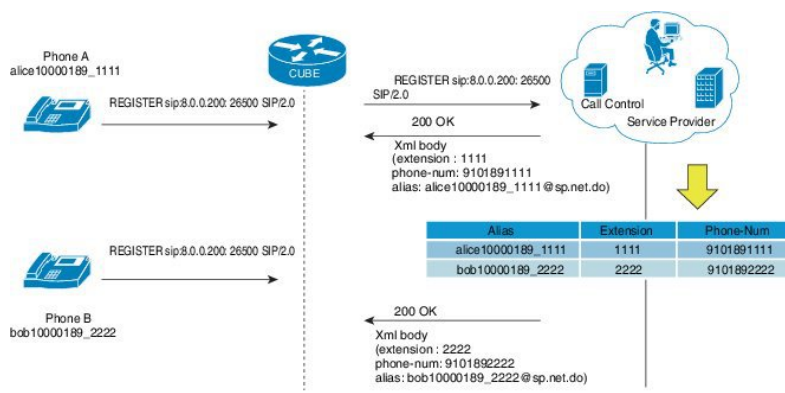 Phone A
alice10000189_1111
REGISTER sip:8.0.0.200: 26500 SIP/2.0
CUBE
REGISTER sip:8.0.0.200: 26500
SIP/2.0
Call Control
Service Provider
200 OK
Xml body
(extension : 1111
phone-num: 9101891111
alias: alice10000189_1111@sp.net.do)
Alias Extension Phone-Num
alice10000189_1111 1111 9101891111
bob10000189_2222 2222 9101892222
REGISTER sip:8.0.0.200: 26500 SIP/2.0
Phone B
bob10000189_2222
200 OK
Xml body
(extension : 2222
phone-num: 9101892222
alias: bob10000189_2222@sp.net.do)